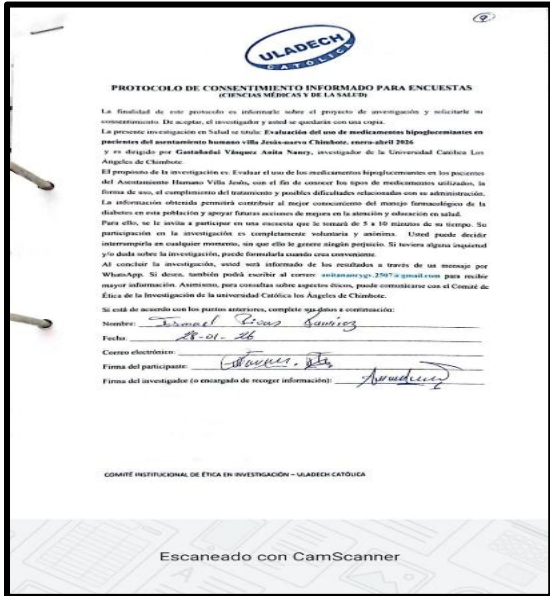 ULADECH
CATÓLICA
PROTOCOLO DE CONSENTIMIENTO INFORMADO PARA ENCUESTAS
(CIENCIAS MÉDICAS Y DE LA SALUD)
La finalidad de este protocolo es informarle sobre el proyecto de investigación y solicitarle su
consentimiento. De aceptar, el investigador y usted se quedarán con una copia.
La presente investigación en Salud se titula: Evaluación del uso de medicamentos hipoglucemiantes en
pacientes del asentamiento humano villa Jesús-nuevo Chimbote. enero-abril 2026
y es dirigido por Gastañadui Vásquez Anita Nancy, investigador de la Universidad Católica Los
Ángeles de Chimbote.
El propósito de la investigación es: Evaluar el uso de los medicamentos hipoglucemiantes en los pacientes
del Asentamiento Humano Villa Jesús, con el fin de conocer los tipos de medicamentos utilizados, la
forma de uso, el cumplimiento del tratamiento y posibles dificultades relacionadas con su administración.
La información obtenida permitirá contribuir al mejor conocimiento del manejo farmacológico de la
diabetes en esta población y apoyar futuras acciones de mejora en la atención y educación en salud.
Para ello, se le invita a participar en una encuesta que le tomará de 5 a 10 minutos de su tiempo. Su
participación en la investigación es completamente voluntaria y anónima. Usted puede decidir
interrumpirla en cualquier momento, sin que ello le genere ningún perjuicio. Si tuviera alguna inquietud
y/o duda sobre la investigación, puede formularla cuando crea conveniente.
Al concluir la investigación, usted será informado de los resultados a través de un mensaje por
WhatsApp. Si desea, también podrá escribir al correo: anitanancygv.2507@gmail.com para recibir
mayor información. Asimismo, para consultas sobre aspectos éticos, puede comunicarse con el Comité de
Ética de la Investigación de la universidad Católica los Ángeles de Chimbote.
Si está de acuerdo con los puntos anteriores, complete sus datos a continuación:
Nombre: Ismael Ramírez
Fecha: 28-01-26
Correo electrónico:
Firma del participante:
Firma del investigador (o encargado de recoger información):
COMITÉ INSTITUCIONAL DE ÉTICA EN INVESTIGACIÓN – ULADECH CATÓLICA
Escaneado con CamScanner